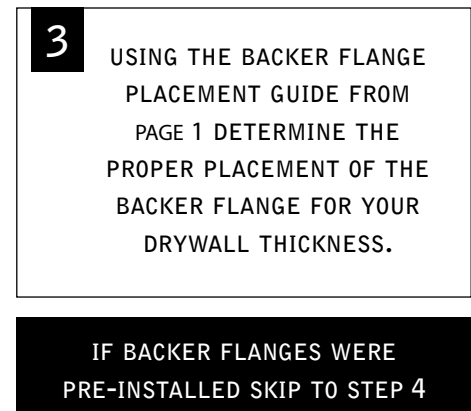 3
USING THE BACKER FLANGE
PLACEMENT GUIDE FROM
PAGE 1 DETERMINE THE
PROPER PLACEMENT OF THE
BACKER FLANGE FOR YOUR
DRYWALL THICKNESS.
IF BACKER FLANGES WERE
PRE-INSTALLED SKIP TO STEP 4